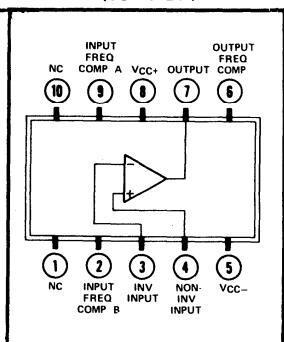 INPUT
FREQ
COMP A
OUTPUT
FREQ
COMP
NC
VCC+
OUTPUT
10
9
8
7
6
−
+
1
2
3
4
5
NC
INPUT
FREQ
COMP B
INV
INPUT
NON-
INV
INPUT
VCC−